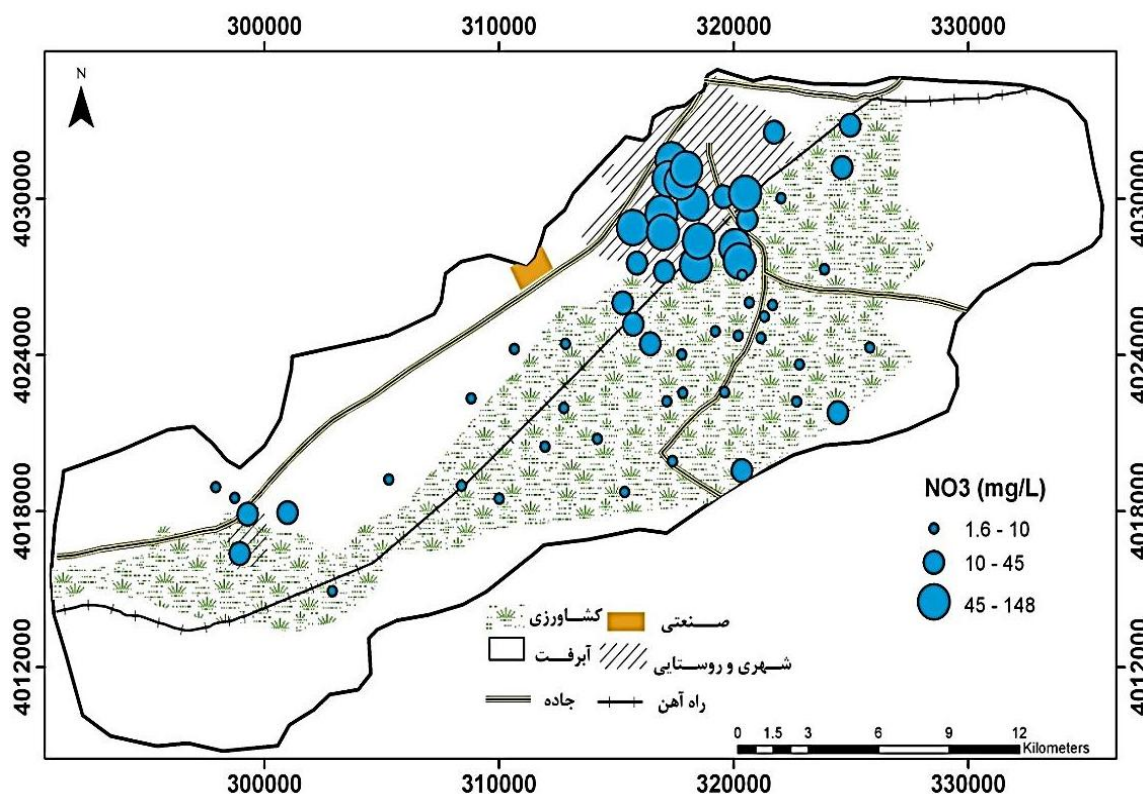 300000 310000 320000 330000
N
4030000 4030000
4024000 4024000
4018000 4018000
4012000 4012000
NO3 (mg/L)
1.6 - 10
10 - 45
45 - 148
کشاورزی صنعتی
آبرفت شهری و روستایی
جاده راه آهن
0 1.5 3 6 9 12
Kilometers
300000 310000 320000 330000